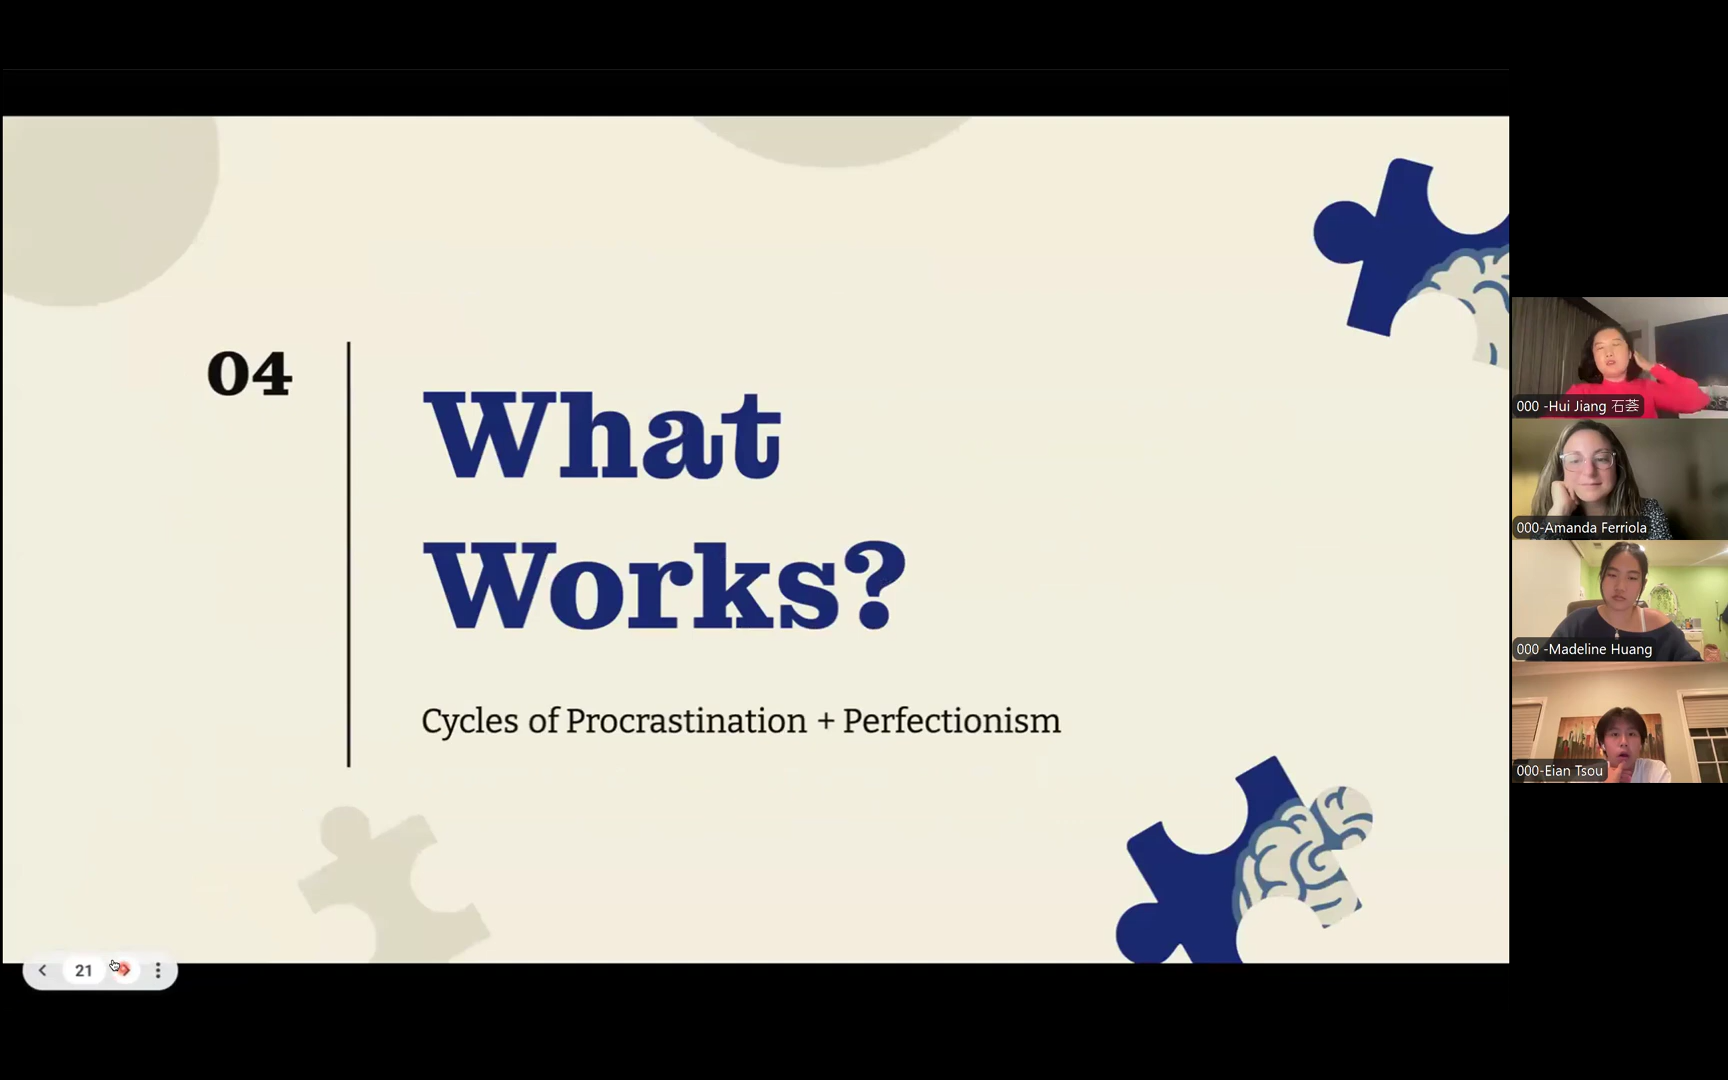 04
What
Works?
Cycles of Procrastination + Perfectionism
21
000 -Hui Jiang 石荟
000-Amanda Ferriola
000 -Madeline Huang
000-Eian Tsou